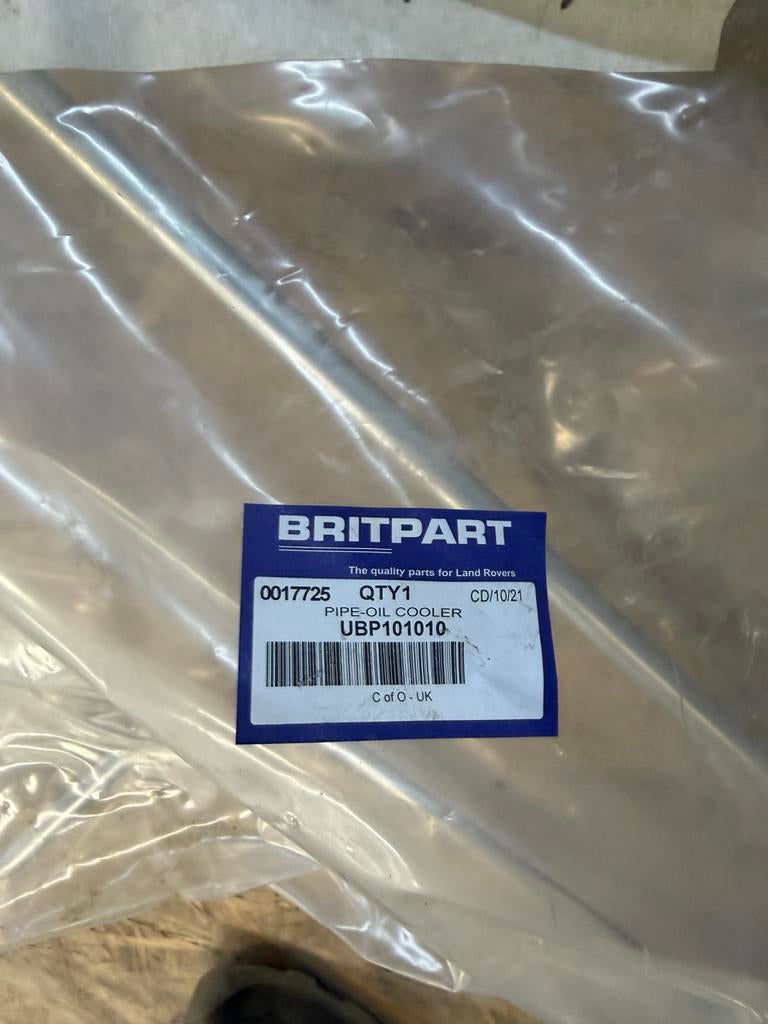 BRITPART
The quality parts for Land Rovers
0017725 QTY1 CD/10/21
PIPE-OIL COOLER
UBP101010
C of O - UK